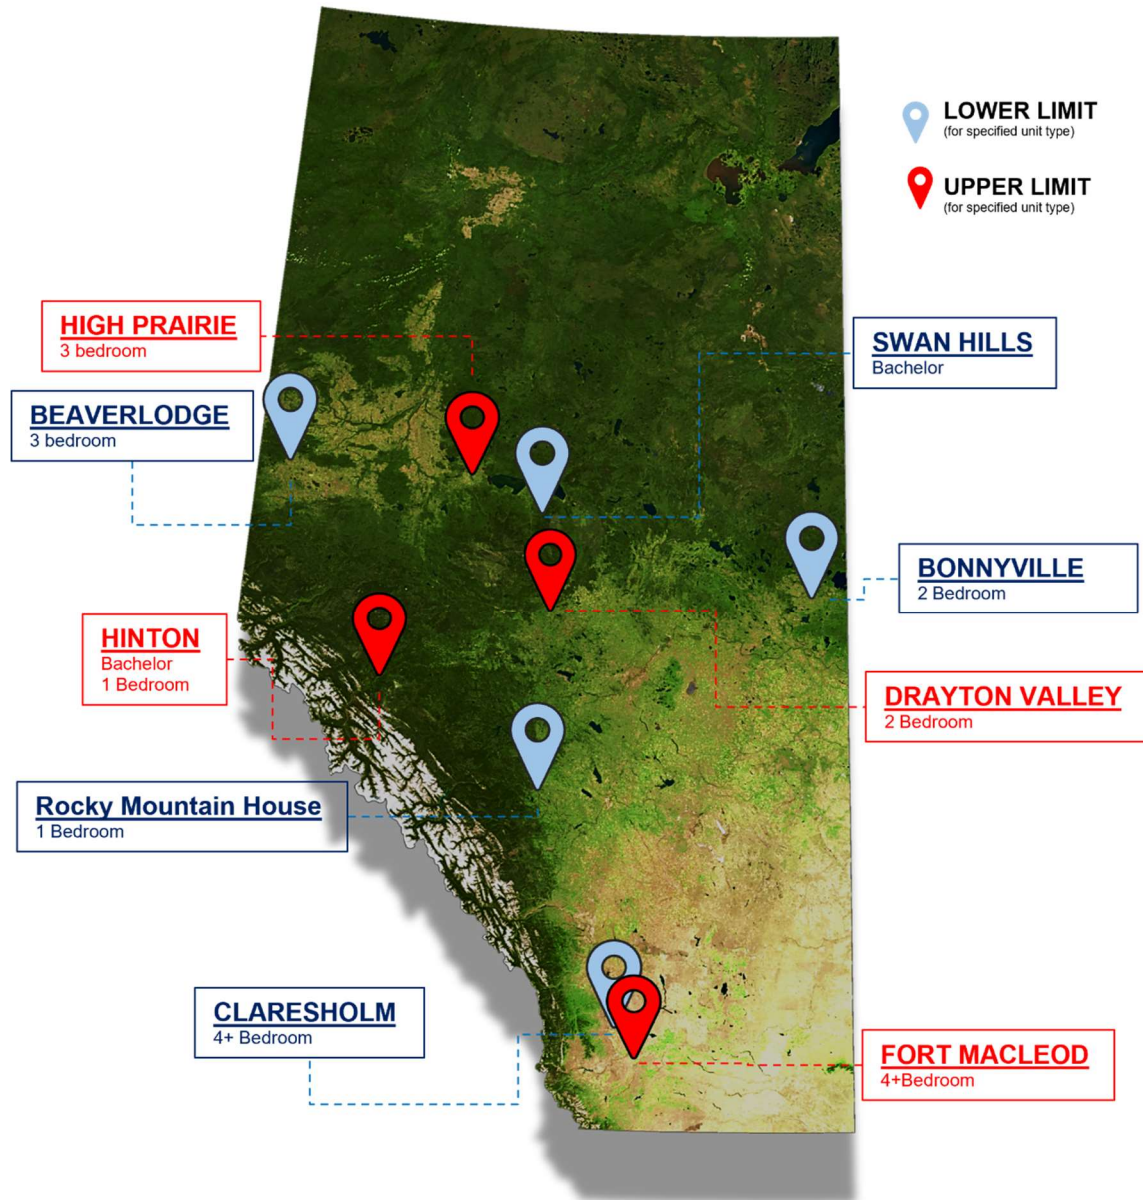 LOWER LIMIT
(for specified unit type)
UPPER LIMIT
(for specified unit type)
HIGH PRAIRIE
3 bedroom
SWAN HILLS
Bachelor
BEAVERLODGE
3 bedroom
BONNYVILLE
2 Bedroom
HINTON
Bachelor
1 Bedroom
DRAYTON VALLEY
2 Bedroom
Rocky Mountain House
1 Bedroom
CLARESHOLM
4+ Bedroom
FORT MACLEOD
4+Bedroom